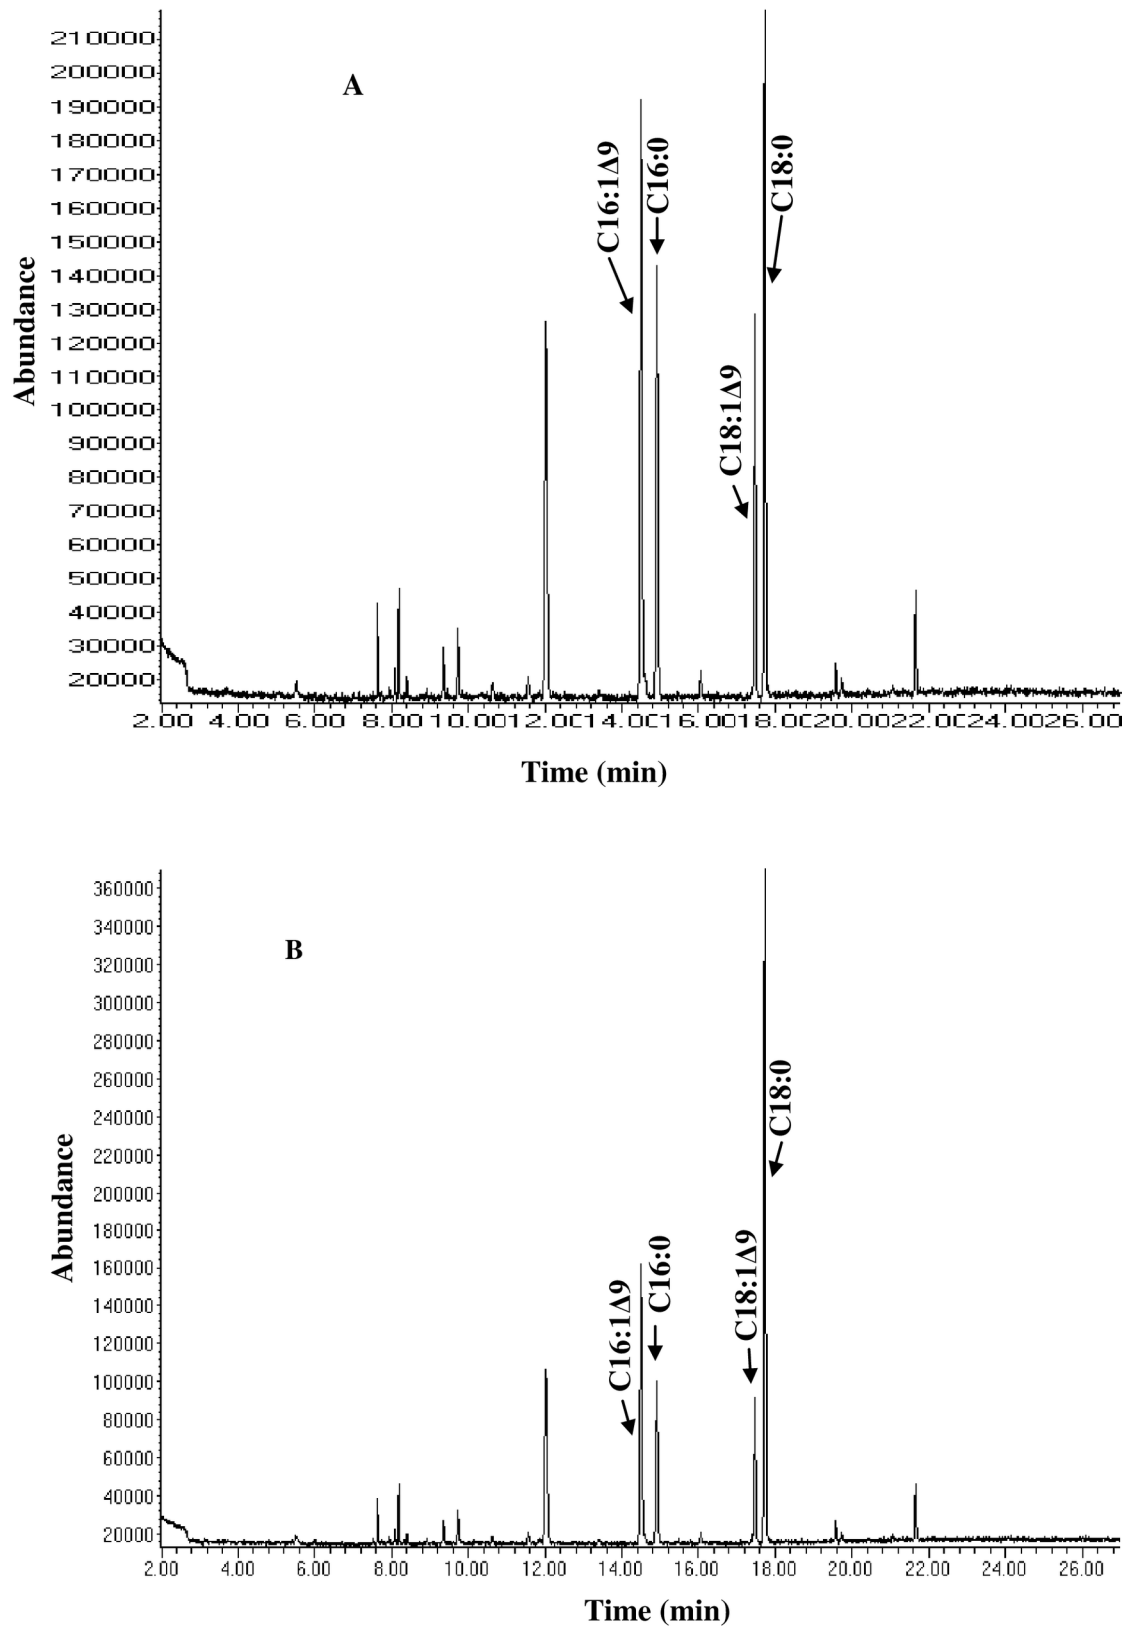 A
210000
200000
190000
180000
170000
160000
150000
140000
130000
120000
110000
100000
90000
80000
70000
60000
50000
40000
30000
20000
Abundance
C16:1Δ9
C16:0
C18:1Δ9
C18:0
2.00 4.00 6.00 8.00 10.00 12.00 14.00 16.00 18.00 20.00 22.00 24.00 26.00
Time (min)
B
360000
340000
320000
300000
280000
260000
240000
220000
200000
180000
160000
140000
120000
100000
80000
60000
40000
20000
Abundance
C16:1Δ9
C16:0
C18:1Δ9
C18:0
2.00 4.00 6.00 8.00 10.00 12.00 14.00 16.00 18.00 20.00 22.00 24.00 26.00
Time (min)